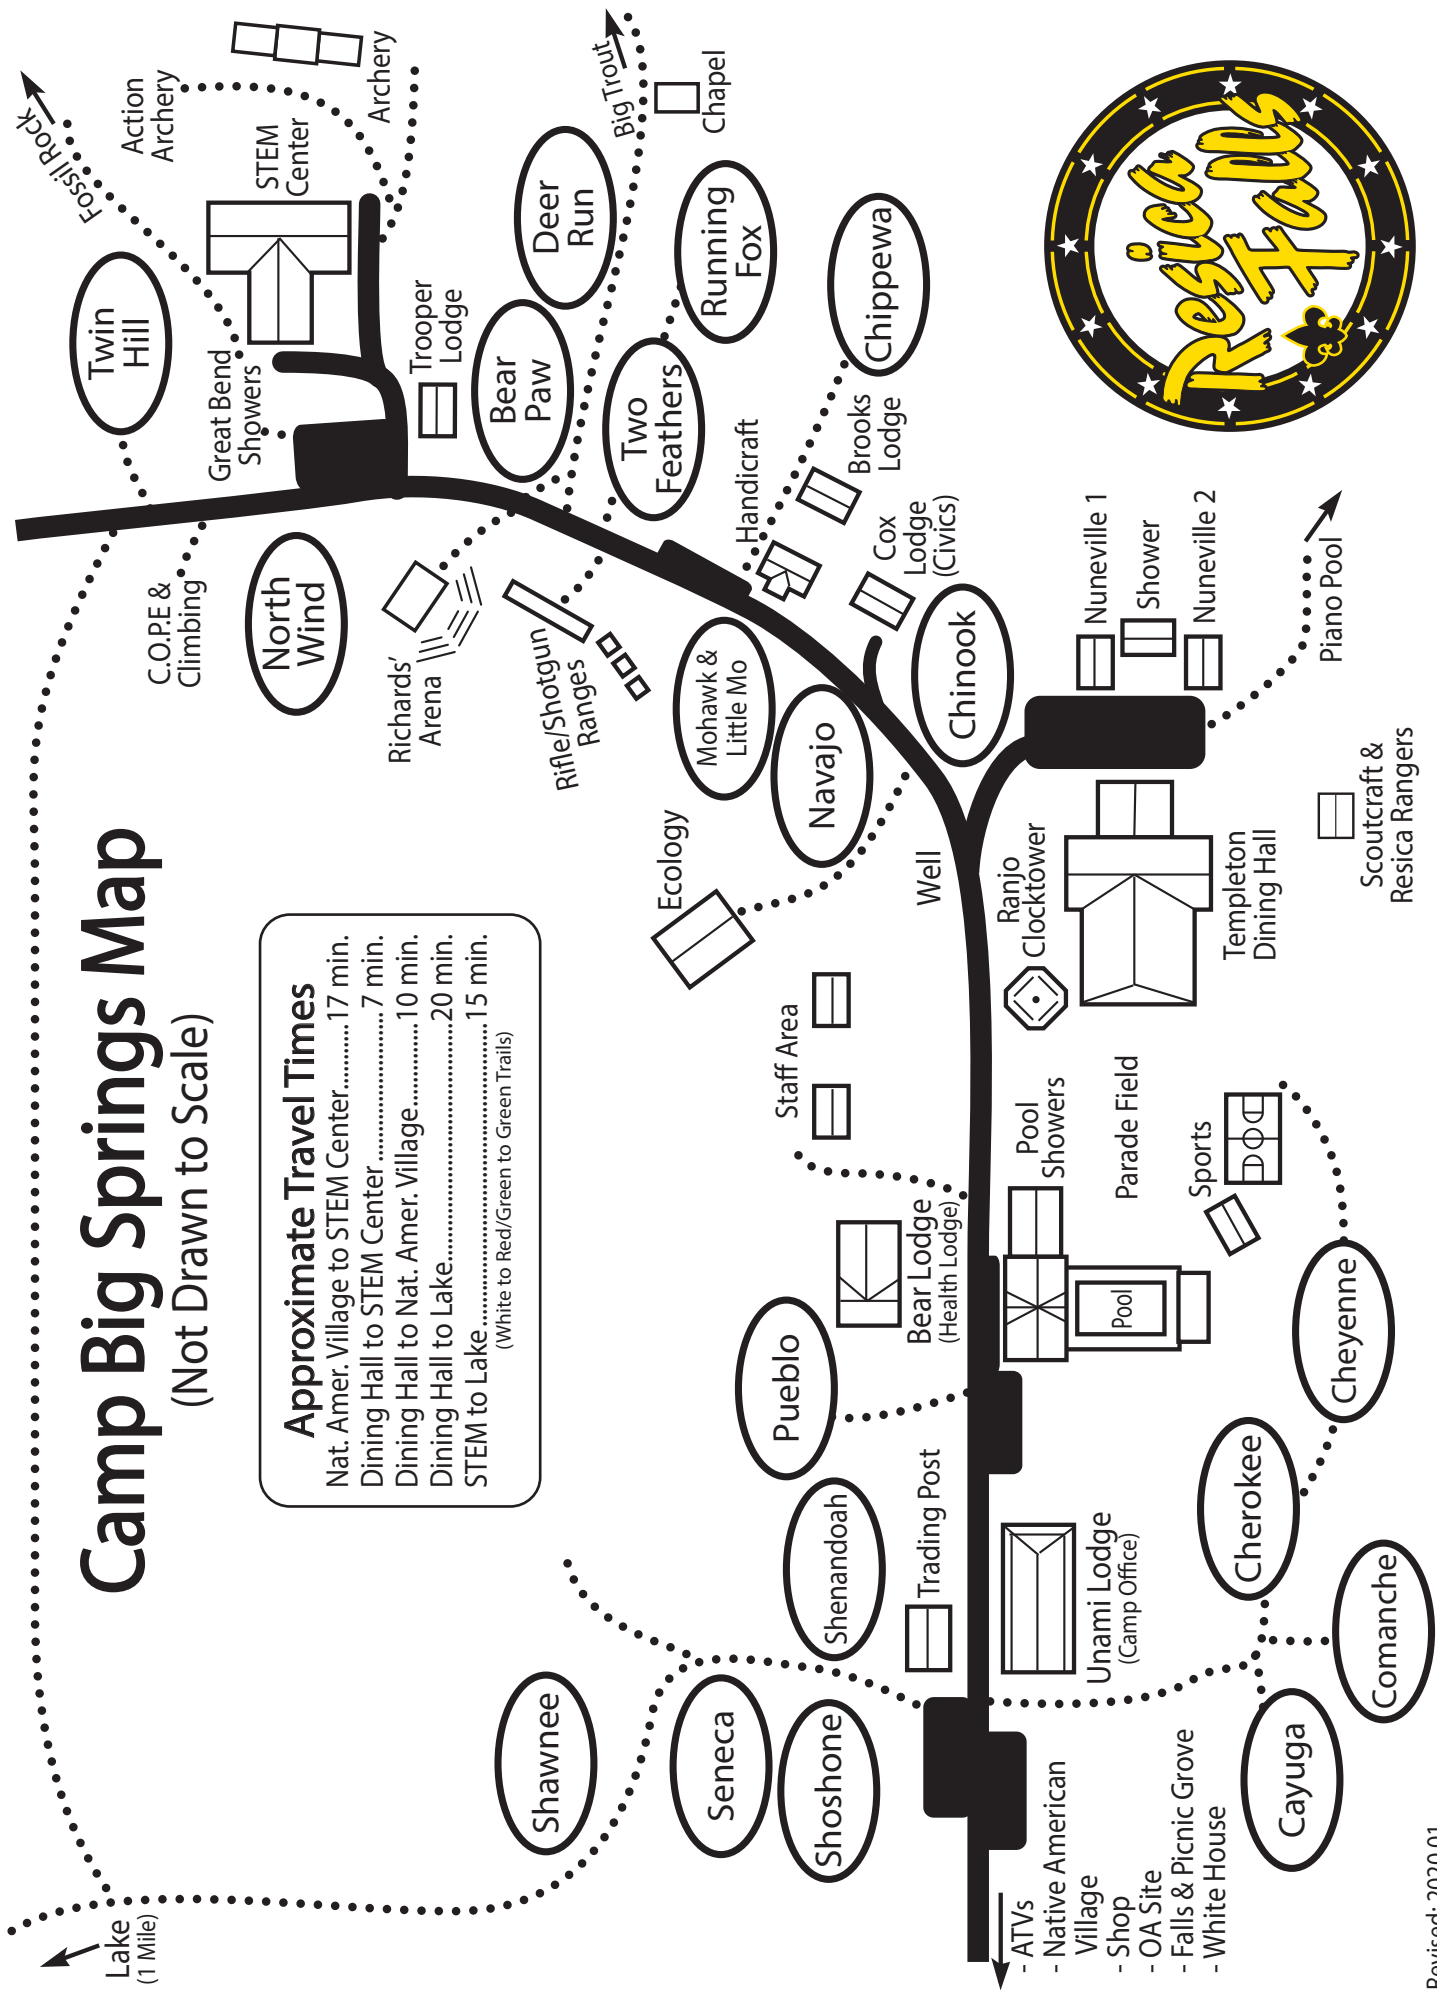 Camp Big Springs Map
(Not Drawn to Scale)
Approximate Travel Times
Nat. Amer. Village to STEM Center..........17 min.
Dining Hall to STEM Center..........7 min.
Dining Hall to Nat. Amer. Village..........10 min.
Dining Hall to Lake..........20 min.
STEM to Lake..........15 min.
(White to Red/Green to Green Trails)
Lake
(1 Mile)
Shawnee
Seneca
Shoshone
Shenandoah
Pueblo
Trading Post
Bear Lodge
(Health Lodge)
Staff Area
Ecology
Well
Navajo
Mohawk &
Little Mo
Rifle/Shotgun
Ranges
Richards'
Arena
North
Wind
C.O.P.E &
Climbing
Twin
Hill
Great Bend
Showers
Fossil Rock
Action
Archery
STEM
Center
Archery
Trooper
Lodge
Bear
Paw
Deer
Run
Big Trout
Chapel
Two
Feathers
Running
Fox
Handicraft
Chippewa
Brooks
Lodge
Cox
Lodge
(Civics)
Chinook
Nuneville 1
Shower
Nuneville 2
Piano Pool
Ranjo
Clocktower
Templeton
Dining Hall
Scoutcraft &
Resica Rangers
Pool
Showers
Parade Field
Pool
Sports
Cheyenne
Cherokee
Comanche
Cayuga
Unami Lodge
(Camp Office)
- ATVs
- Native American
Village
- Shop
- OA Site
- Falls & Picnic Grove
- White House
Resica
Falls
Revised: 2020.01